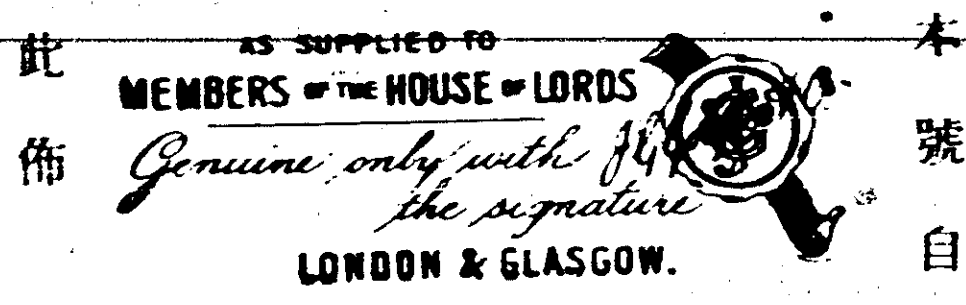 本號自
AS SUPPLIED TO
MEMBERS OF THE HOUSE OF LORDS
Genuine only with
the signature
LONDON & GLASGOW.
此佈